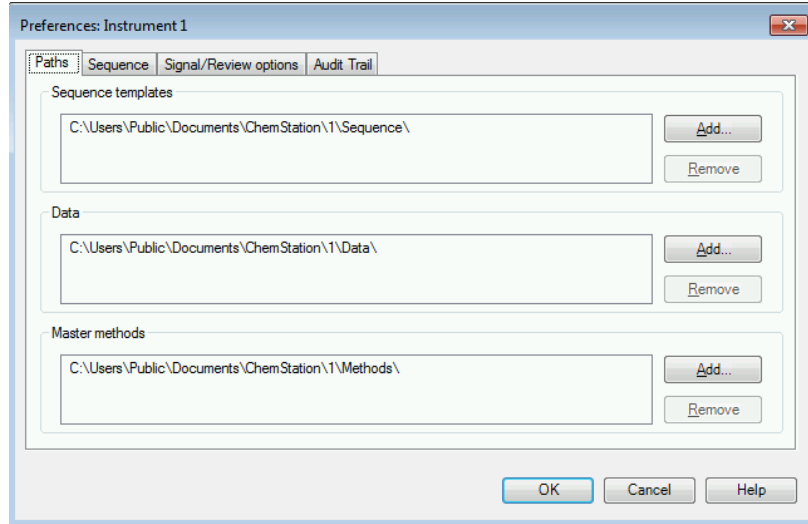 Preferences: Instrument 1
Paths Sequence Signal/Review options Audit Trail
Sequence templates
C:\Users\Public\Documents\ChemStation\1\Sequence\
Add...
Remove
Data
C:\Users\Public\Documents\ChemStation\1\Data\
Add...
Remove
Master methods
C:\Users\Public\Documents\ChemStation\1\Methods\
Add...
Remove
OK Cancel Help